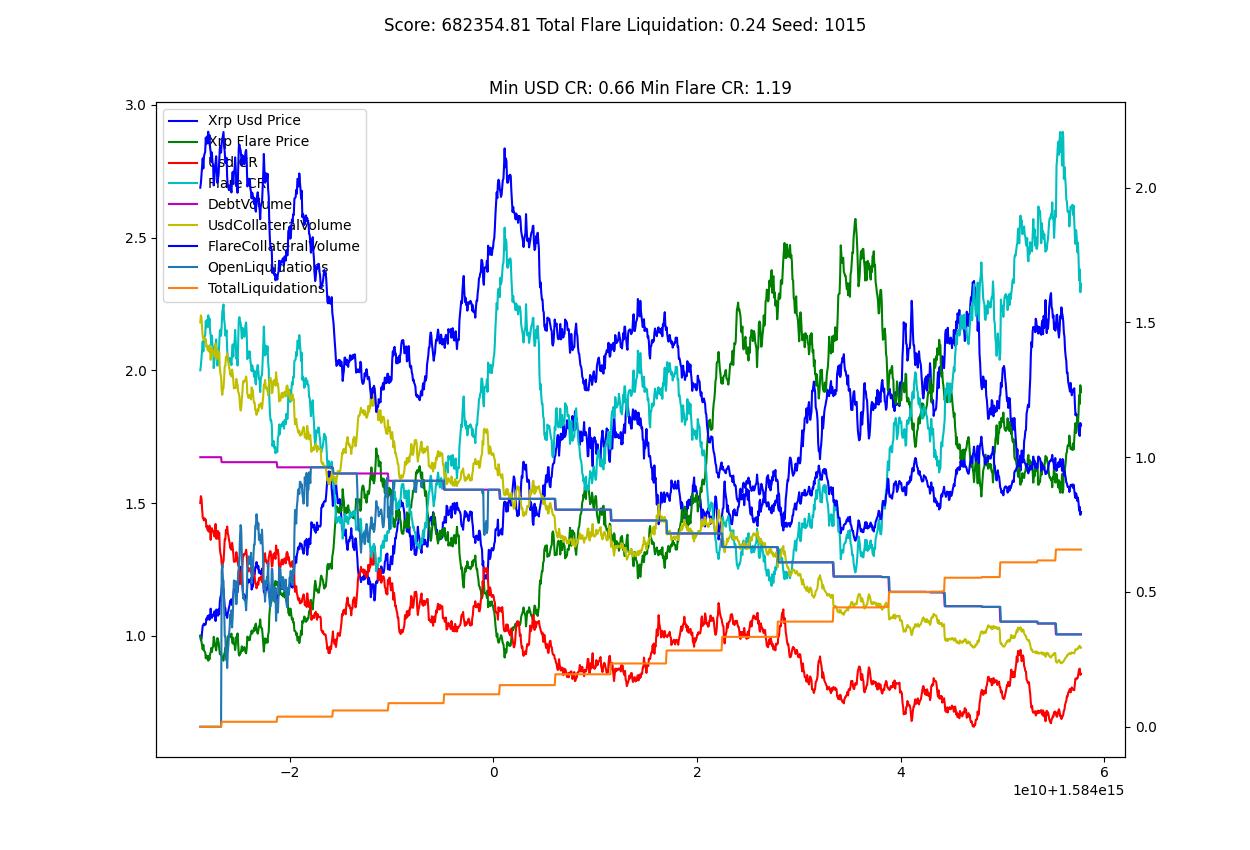 Score: 682354.81 Total Flare Liquidation: 0.24 Seed: 1015
Min USD CR: 0.66 Min Flare CR: 1.19
3.0
2.5
2.0
1.5
1.0
Xrp Usd Price
Xrp Flare Price
Usd CR
Flare CR
DebtVolume
UsdCollateralVolume
FlareCollateralVolume
OpenLiquidations
TotalLiquidations
2.0
1.5
1.0
0.5
0.0
−2 0 2 4 6
1e10+1.584e15